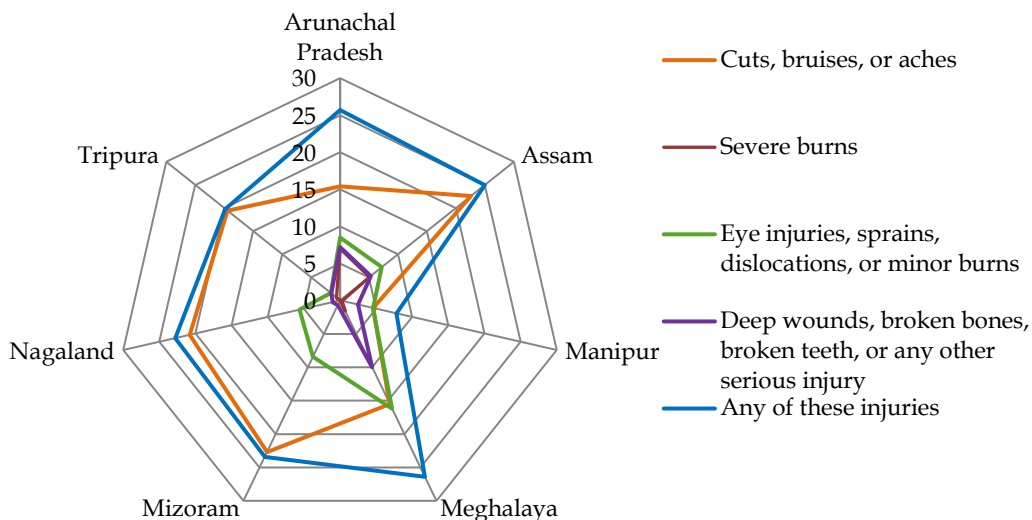 Arunachal
Pradesh
30
25
20
15
10
5
0
Assam
Manipur
Meghalaya
Mizoram
Nagaland
Tripura
Cuts, bruises, or aches
Severe burns
Eye injuries, sprains,
dislocations, or minor burns
Deep wounds, broken bones,
broken teeth, or any other
serious injury
Any of these injuries